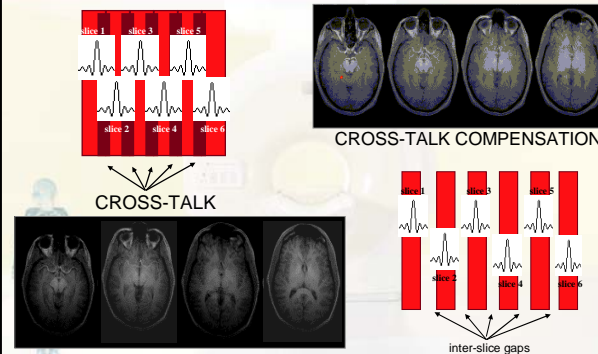 slice 1 slice 3 slice 5
slice 2 slice 4 slice 6
CROSS-TALK
CROSS-TALK COMPENSATION
slice 1 slice 3 slice 5
slice 2 slice 4 slice 6
inter-slice gaps